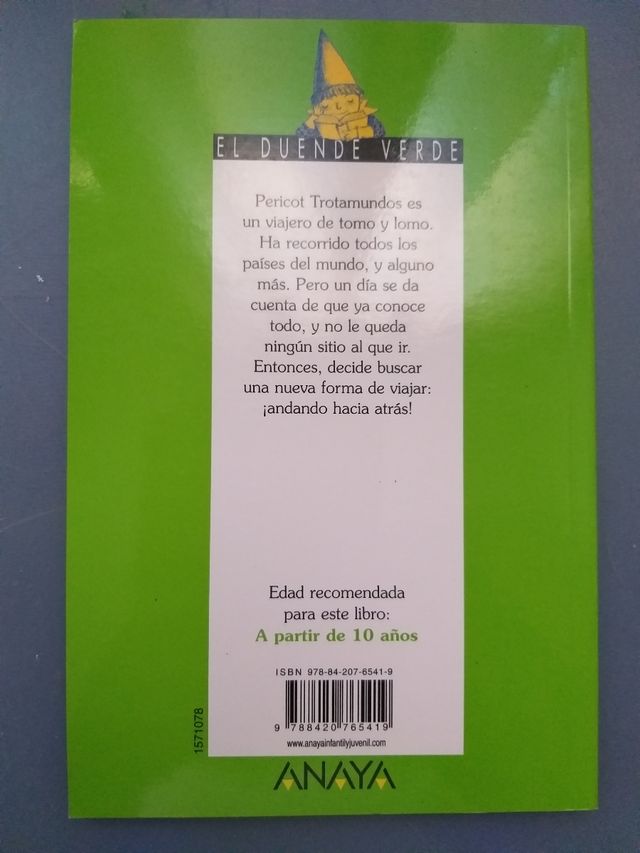 EL DUENDE VERDE
Pericot Trotamundos es
un viajero de tomo y lomo.
Ha recorrido todos los
países del mundo, y alguno
más. Pero un día se da
cuenta de que ya conoce
todo, y no le queda
ningún sitio al que ir.
Entonces, decide buscar
una nueva forma de viajar:
¡andando hacia atrás!
Edad recomendada
para este libro:
A partir de 10 años
ISBN 978-84-207-6541-9
9 788420 765419
www.anayainfantilyjuvenil.com
1571078
ANAYA